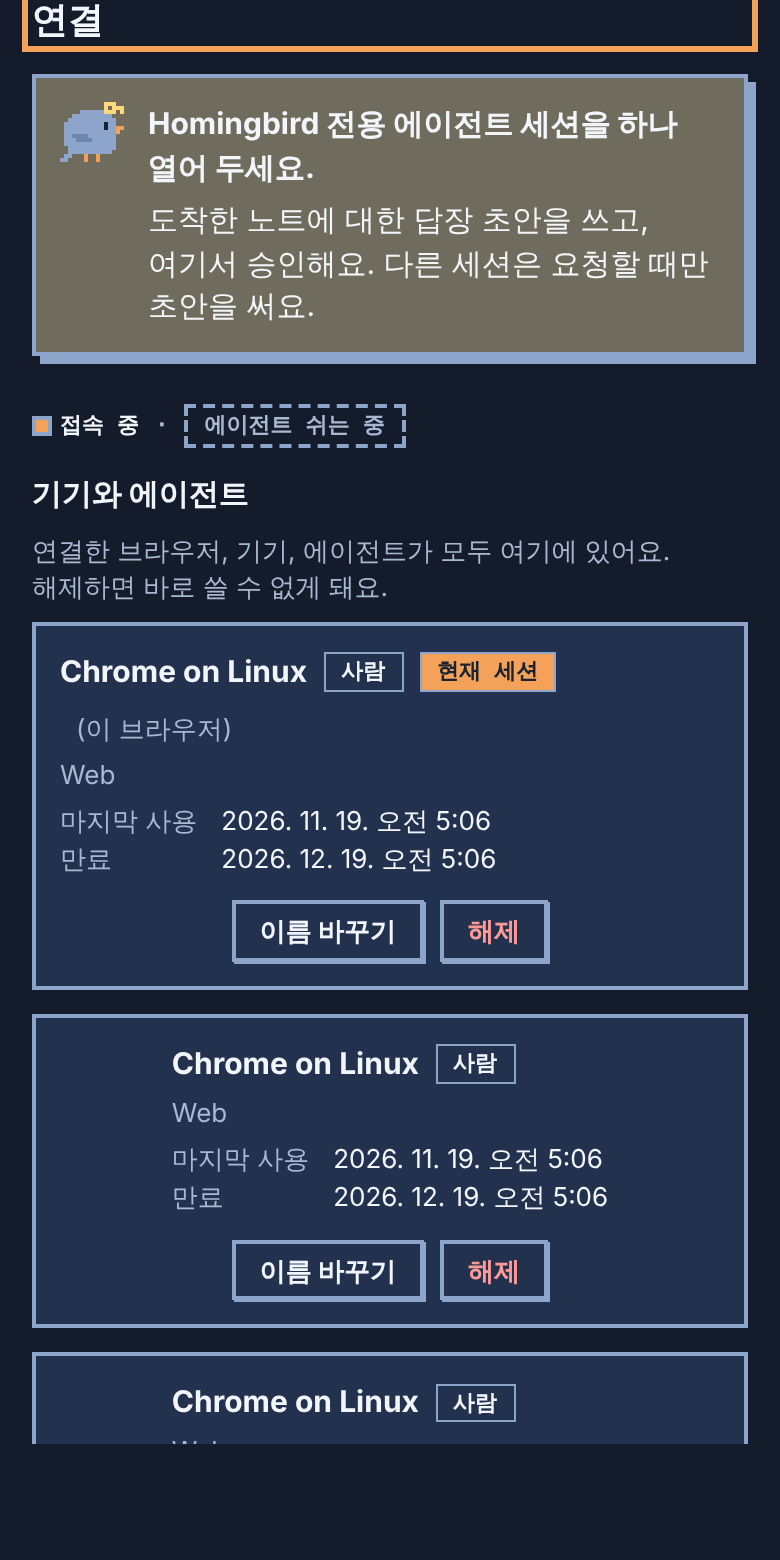 연결
Homingbird 전용 에이전트 세션을 하나
열어 두세요.
도착한 노트에 대한 답장 초안을 쓰고,
여기서 승인해요. 다른 세션은 요청할 때만
초안을 써요.
접속 중 · 에이전트 쉬는 중
기기와 에이전트
연결한 브라우저, 기기, 에이전트가 모두 여기에 있어요.
해제하면 바로 쓸 수 없게 돼요.
Chrome on Linux 사람 현재 세션
(이 브라우저)
Web
마지막 사용 2026. 11. 19. 오전 5:06
만료 2026. 12. 19. 오전 5:06
이름 바꾸기 해제
Chrome on Linux 사람
Web
마지막 사용 2026. 11. 19. 오전 5:06
만료 2026. 12. 19. 오전 5:06
이름 바꾸기 해제
Chrome on Linux 사람